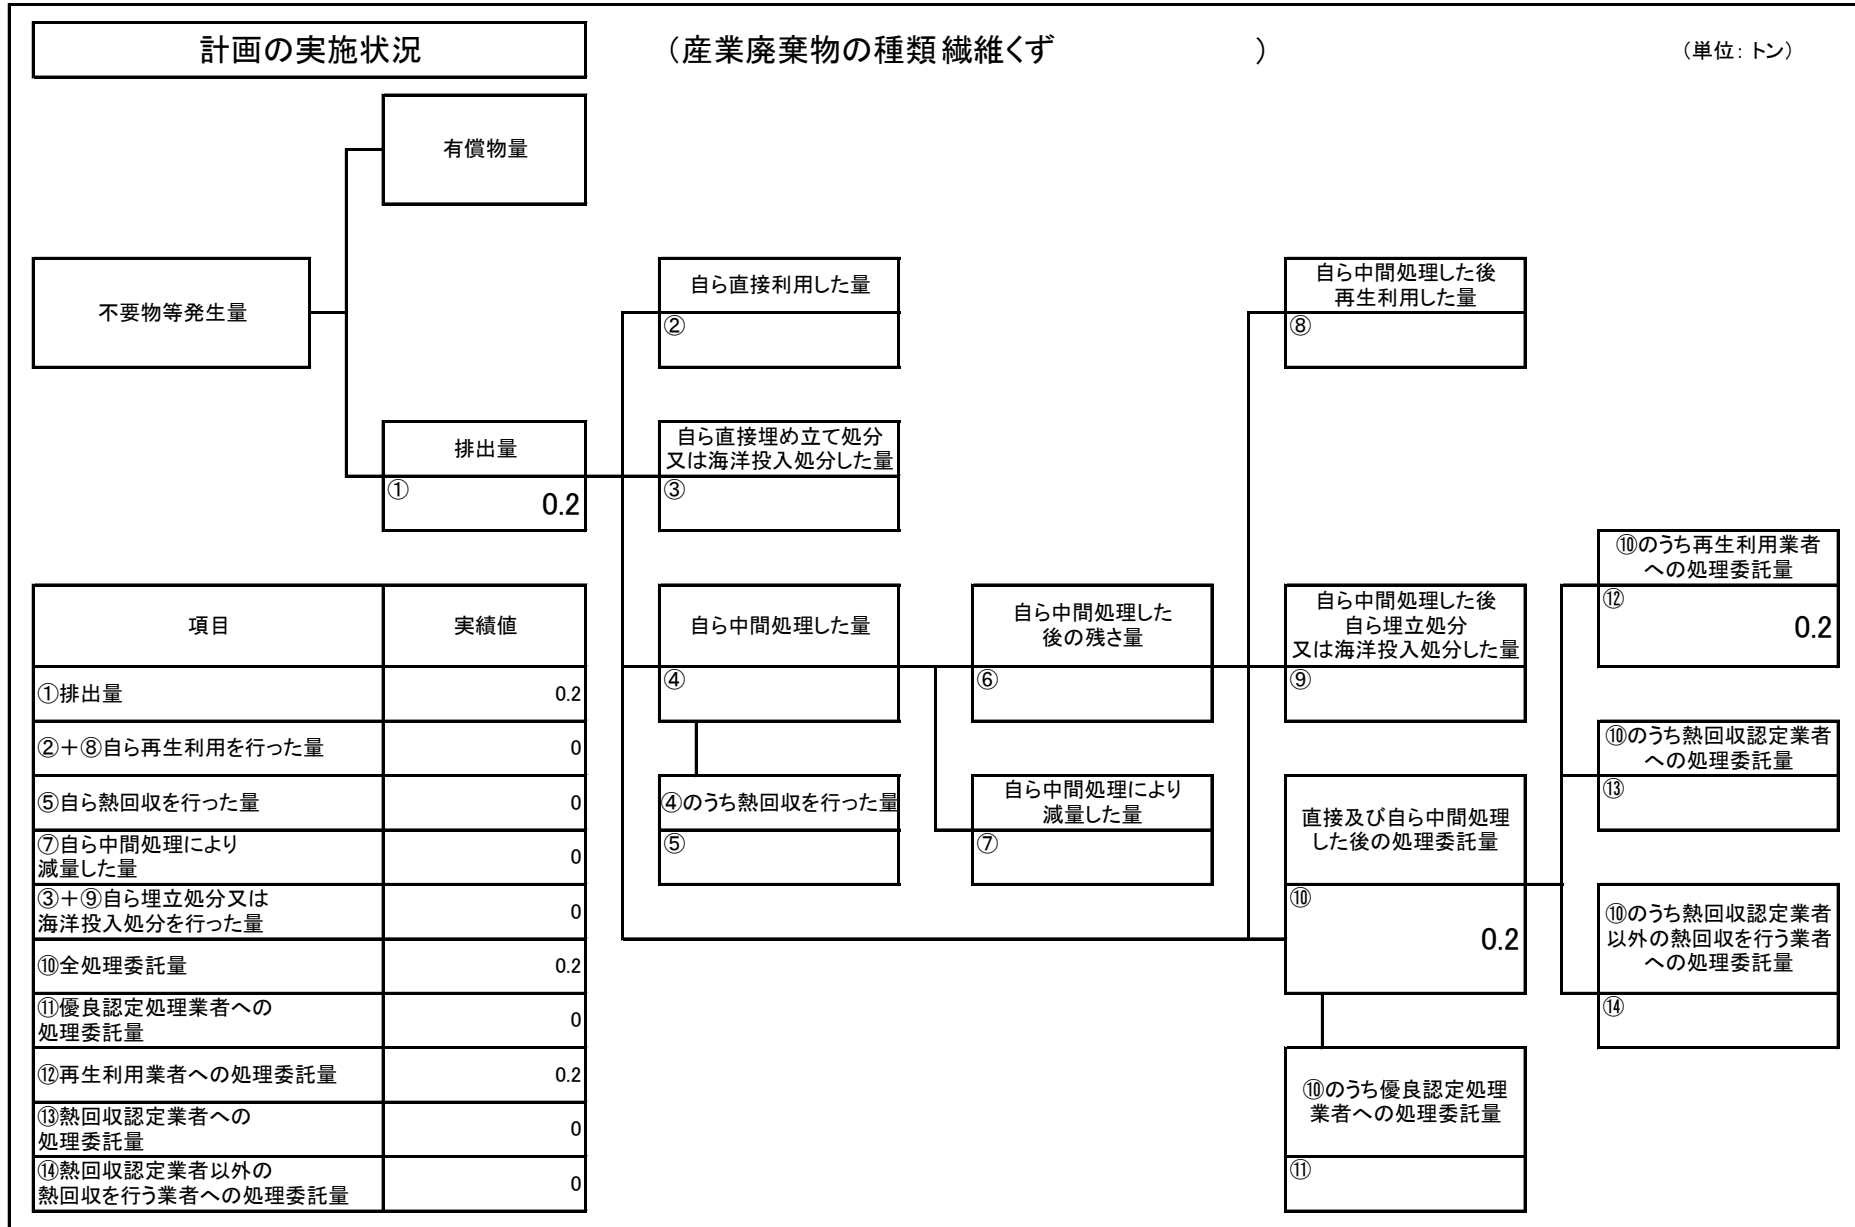 計画の実施状況
（産業廃棄物の種類 繊維くず　　　　　　　）
（単位：トン）
有償物量
不要物等発生量
自ら直接利用した量
②
自ら中間処理した後
再生利用した量
⑧
排出量
①
0.2
自ら直接埋め立て処分
又は海洋投入処分した量
③
⑩のうち再生利用業者
への処理委託量
⑫
0.2
自ら中間処理した量
④
自ら中間処理した
後の残さ量
⑥
自ら中間処理した後
自ら埋立処分
又は海洋投入処分した量
⑨
⑩のうち熱回収認定業者
への処理委託量
⑬
④のうち熱回収を行った量
⑤
自ら中間処理により
減量した量
⑦
直接及び自ら中間処理
した後の処理委託量
⑩
0.2
⑩のうち熱回収認定業者
以外の熱回収を行う業者
への処理委託量
⑭
⑩のうち優良認定処理
業者への処理委託量
⑪
項目 実績値
①排出量 0.2
②＋⑧自ら再生利用を行った量 0
⑤自ら熱回収を行った量 0
⑦自ら中間処理により
減量した量 0
③＋⑨自ら埋立処分又は
海洋投入処分を行った量 0
⑩全処理委託量 0.2
⑪優良認定処理業者への
処理委託量 0
⑫再生利用業者への処理委託量 0.2
⑬熱回収認定業者への
処理委託量 0
⑭熱回収認定業者以外の
熱回収を行う業者への処理委託量 0